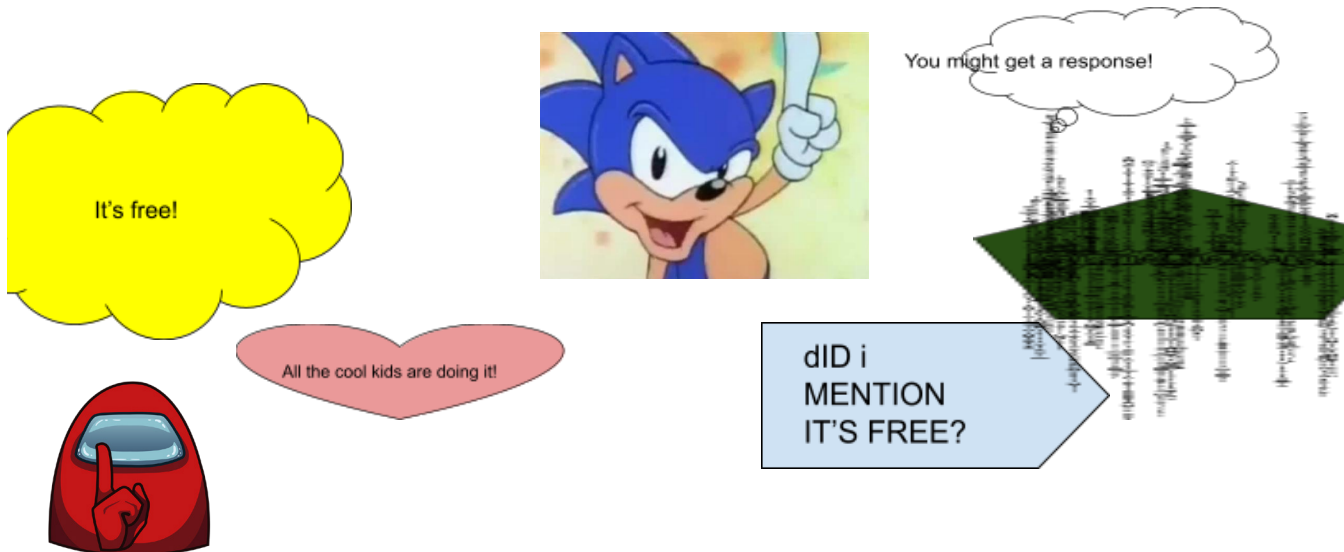 You might get a response!
It's free!
All the cool kids are doing it!
dID i
MENTION
IT'S FREE?